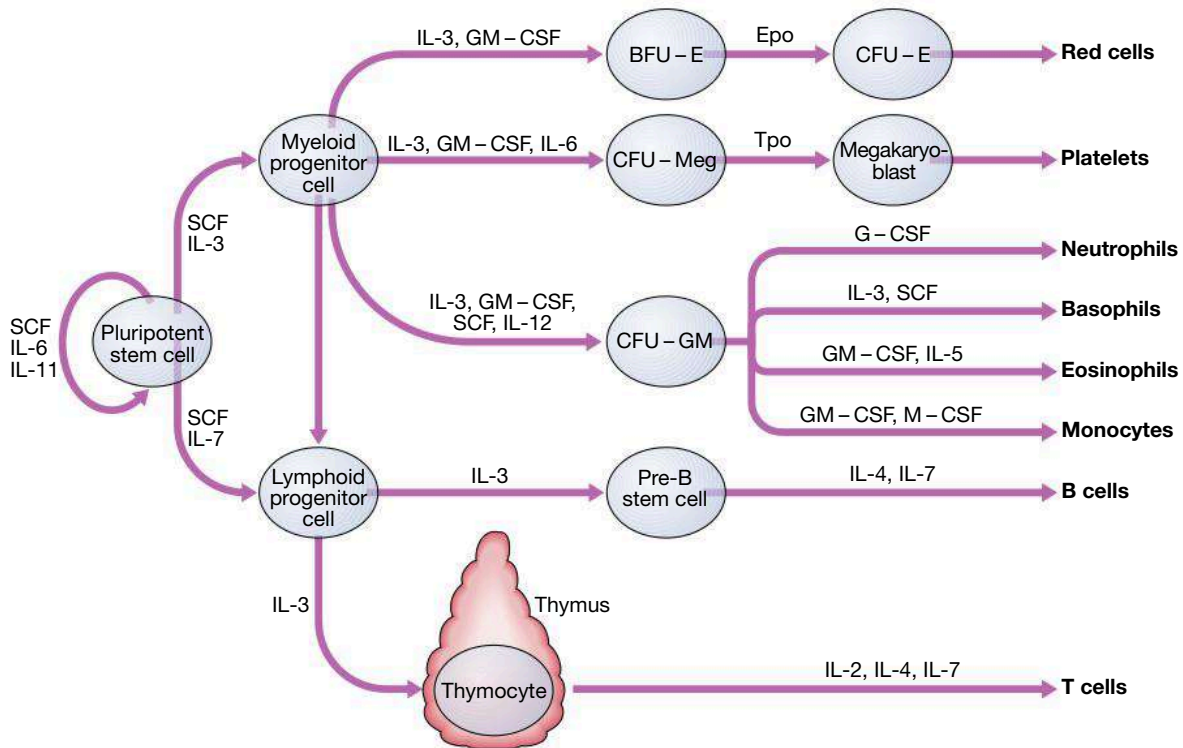 IL-3, GM – CSF
BFU – E
Epo
CFU – E
Red cells
Myeloid
progenitor
cell
IL-3, GM – CSF, IL-6
CFU – Meg
Tpo
Megakaryo-
blast
Platelets
SCF
IL-3
G – CSF
Neutrophils
IL-3, GM – CSF,
SCF, IL-12
CFU – GM
IL-3, SCF
Basophils
SCF
IL-6
IL-11
Pluripotent
stem cell
GM – CSF, IL-5
Eosinophils
GM – CSF, M – CSF
Monocytes
SCF
IL-7
Lymphoid
progenitor
cell
IL-3
Pre-B
stem cell
IL-4, IL-7
B cells
IL-3
Thymus
Thymocyte
IL-2, IL-4, IL-7
T cells